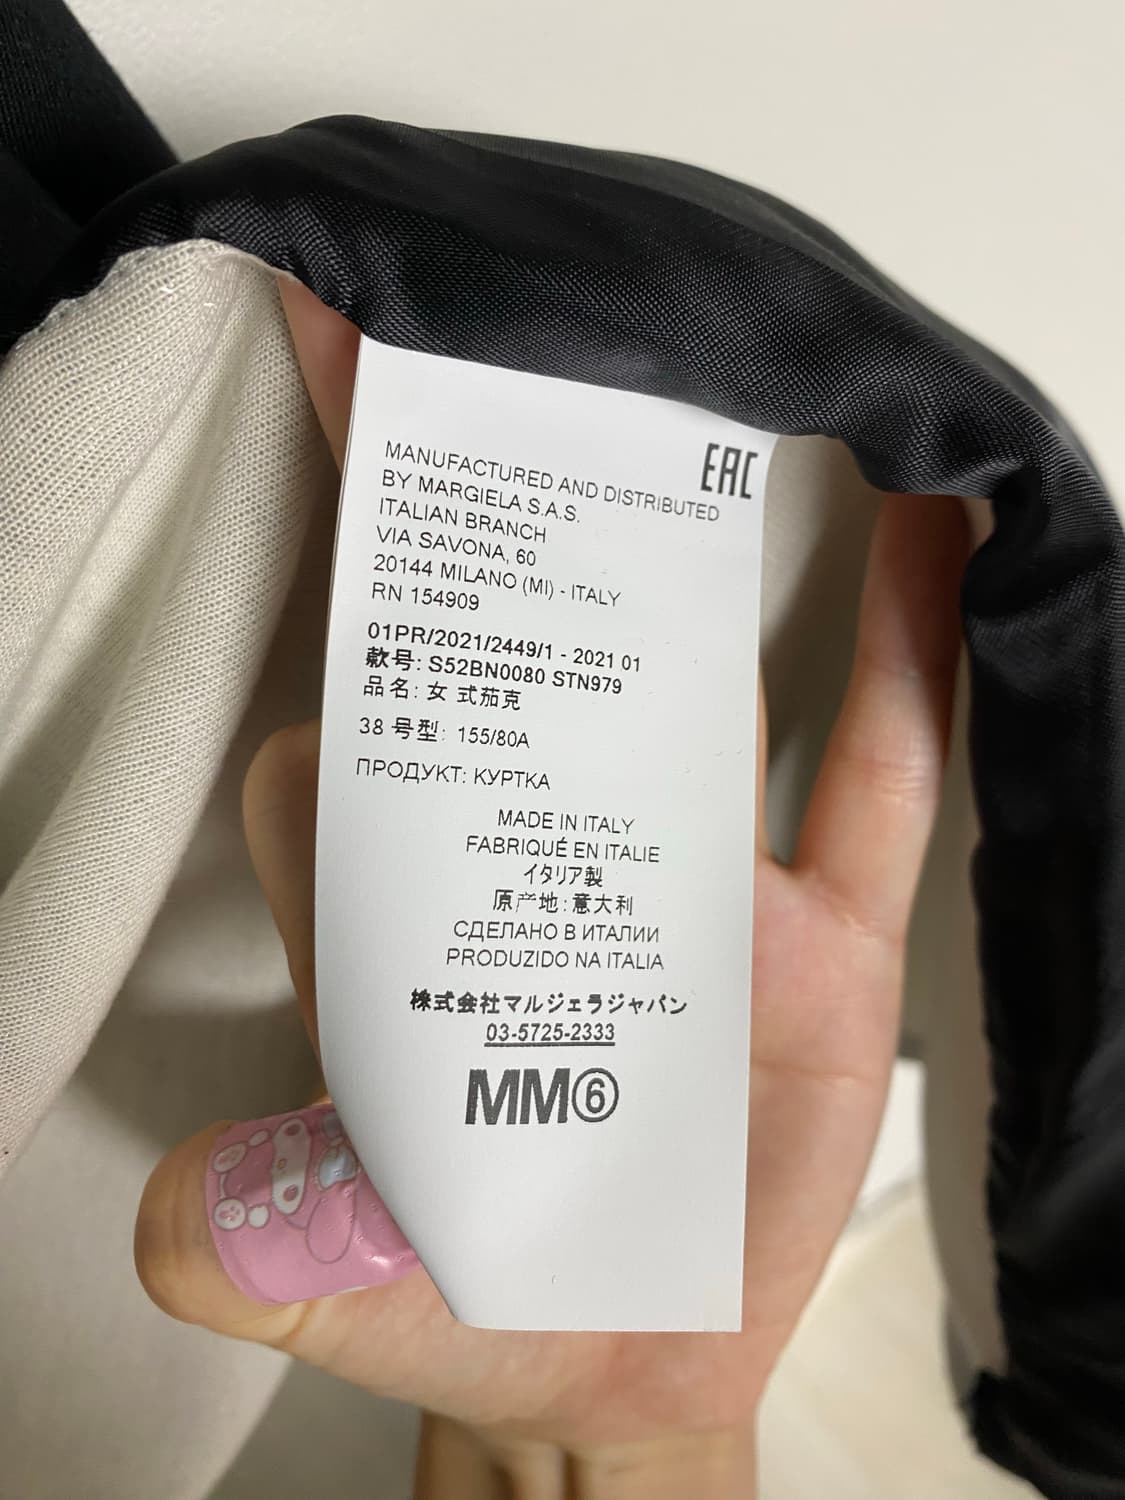 EAC
MANUFACTURED AND DISTRIBUTED
BY MARGIELA S.A.S.
ITALIAN BRANCH
VIA SAVONA, 60
20144 MILANO (MI) - ITALY
RN 154909
01PR/2021/2449/1 - 2021 01
款号: S52BN0080 STN979
品名: 女 式茄克
38 号型: 155/80A
ПРОДУКТ: КУРТКА
MADE IN ITALY
FABRIQUÉ EN ITALIE
イタリア製
原产地:意大利
СДЕЛАНО В ИТАЛИИ
PRODUZIDO NA ITALIA
株式会社マルジェラジャパン
03-5725-2333
MM⑥